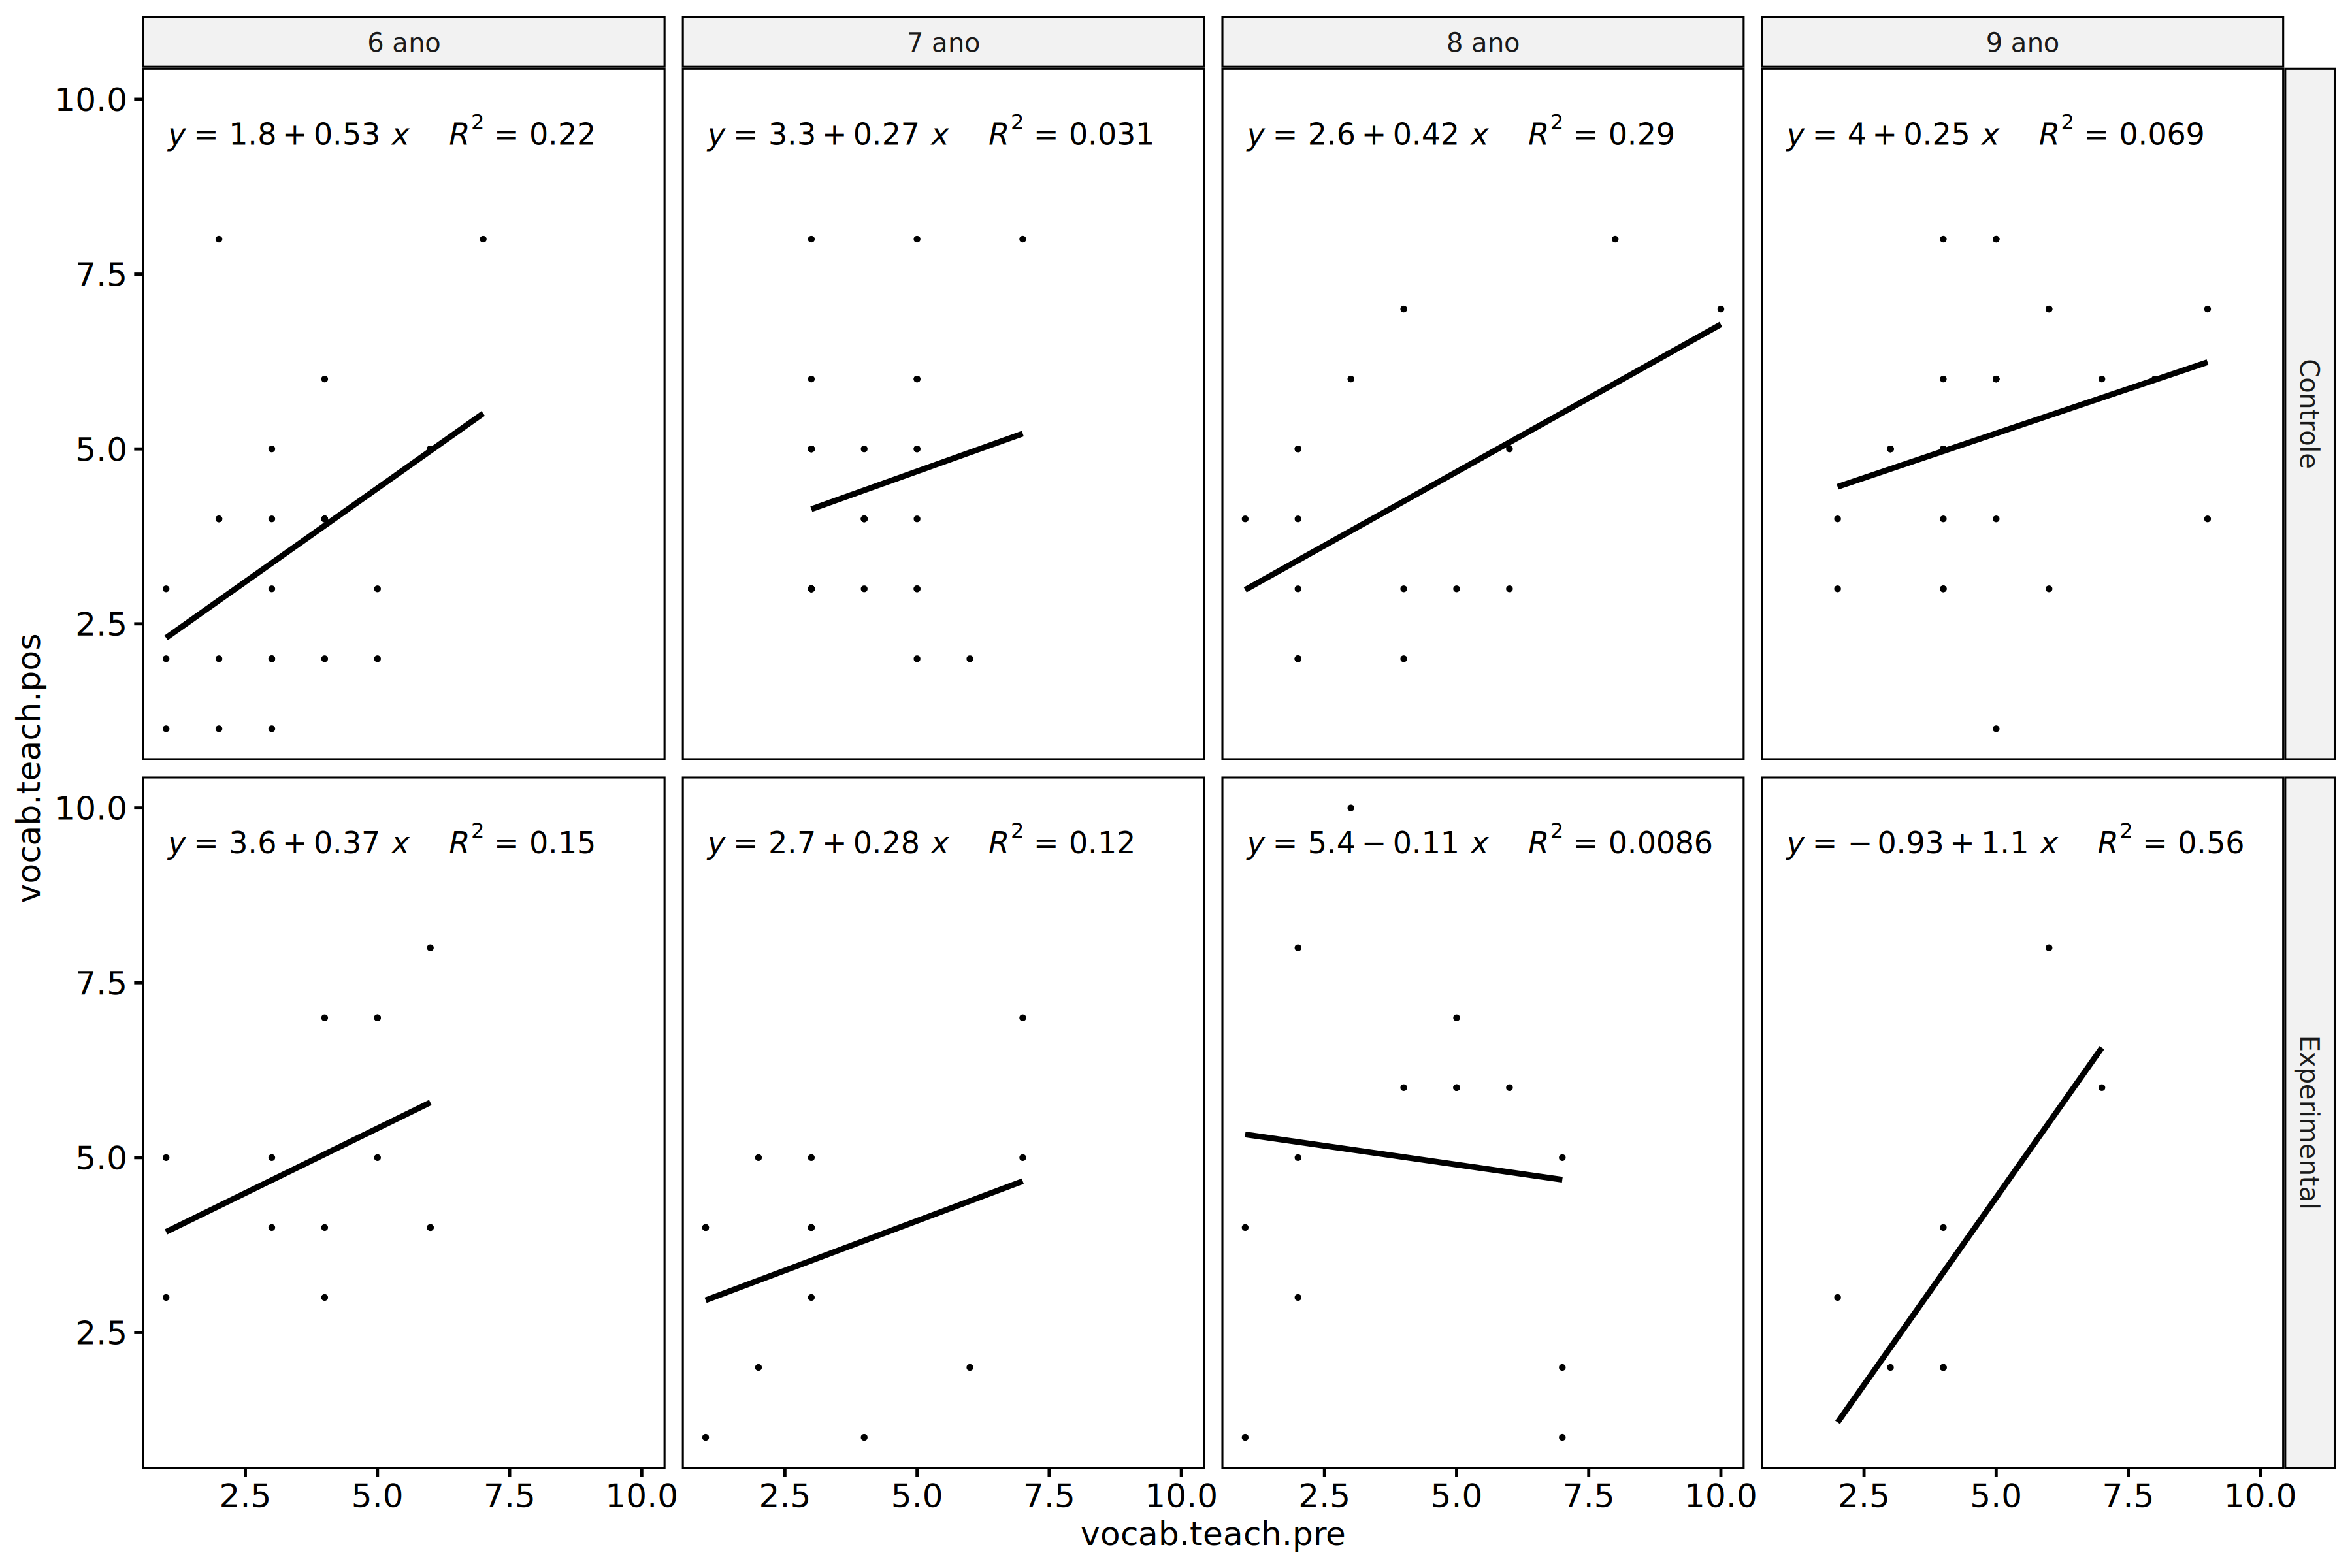 6 ano
7 ano
8 ano
9 ano
10.0
7.5
5.0
2.5
y = 1.8 + 0.53 x R² = 0.22
y = 3.3 + 0.27 x R² = 0.031
y = 2.6 + 0.42 x R² = 0.29
y = 4 + 0.25 x R² = 0.069
Controle
10.0
7.5
5.0
2.5
y = 3.6 + 0.37 x R² = 0.15
y = 2.7 + 0.28 x R² = 0.12
y = 5.4 − 0.11 x R² = 0.0086
y = −0.93 + 1.1 x R² = 0.56
Experimental
vocab.teach.pos
2.5 5.0 7.5 10.0
2.5 5.0 7.5 10.0
2.5 5.0 7.5 10.0
2.5 5.0 7.5 10.0
vocab.teach.pre